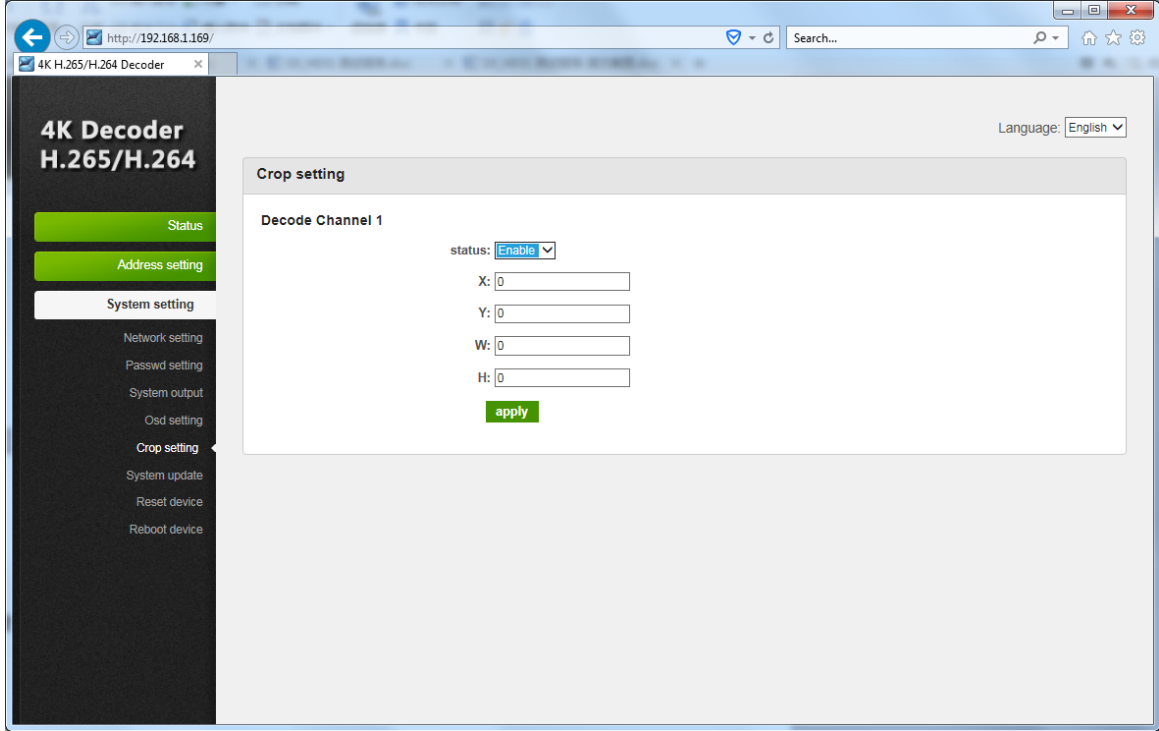 http://192.168.1.169/
Search...
4K H.265/H.264 Decoder
4K Decoder
H.265/H.264
Language: English
Crop setting
Status
Address setting
System setting
Network setting
Passwd setting
System output
Osd setting
Crop setting
System update
Reset device
Reboot device
Decode Channel 1
status: Enable
X: 0
Y: 0
W: 0
H: 0
apply